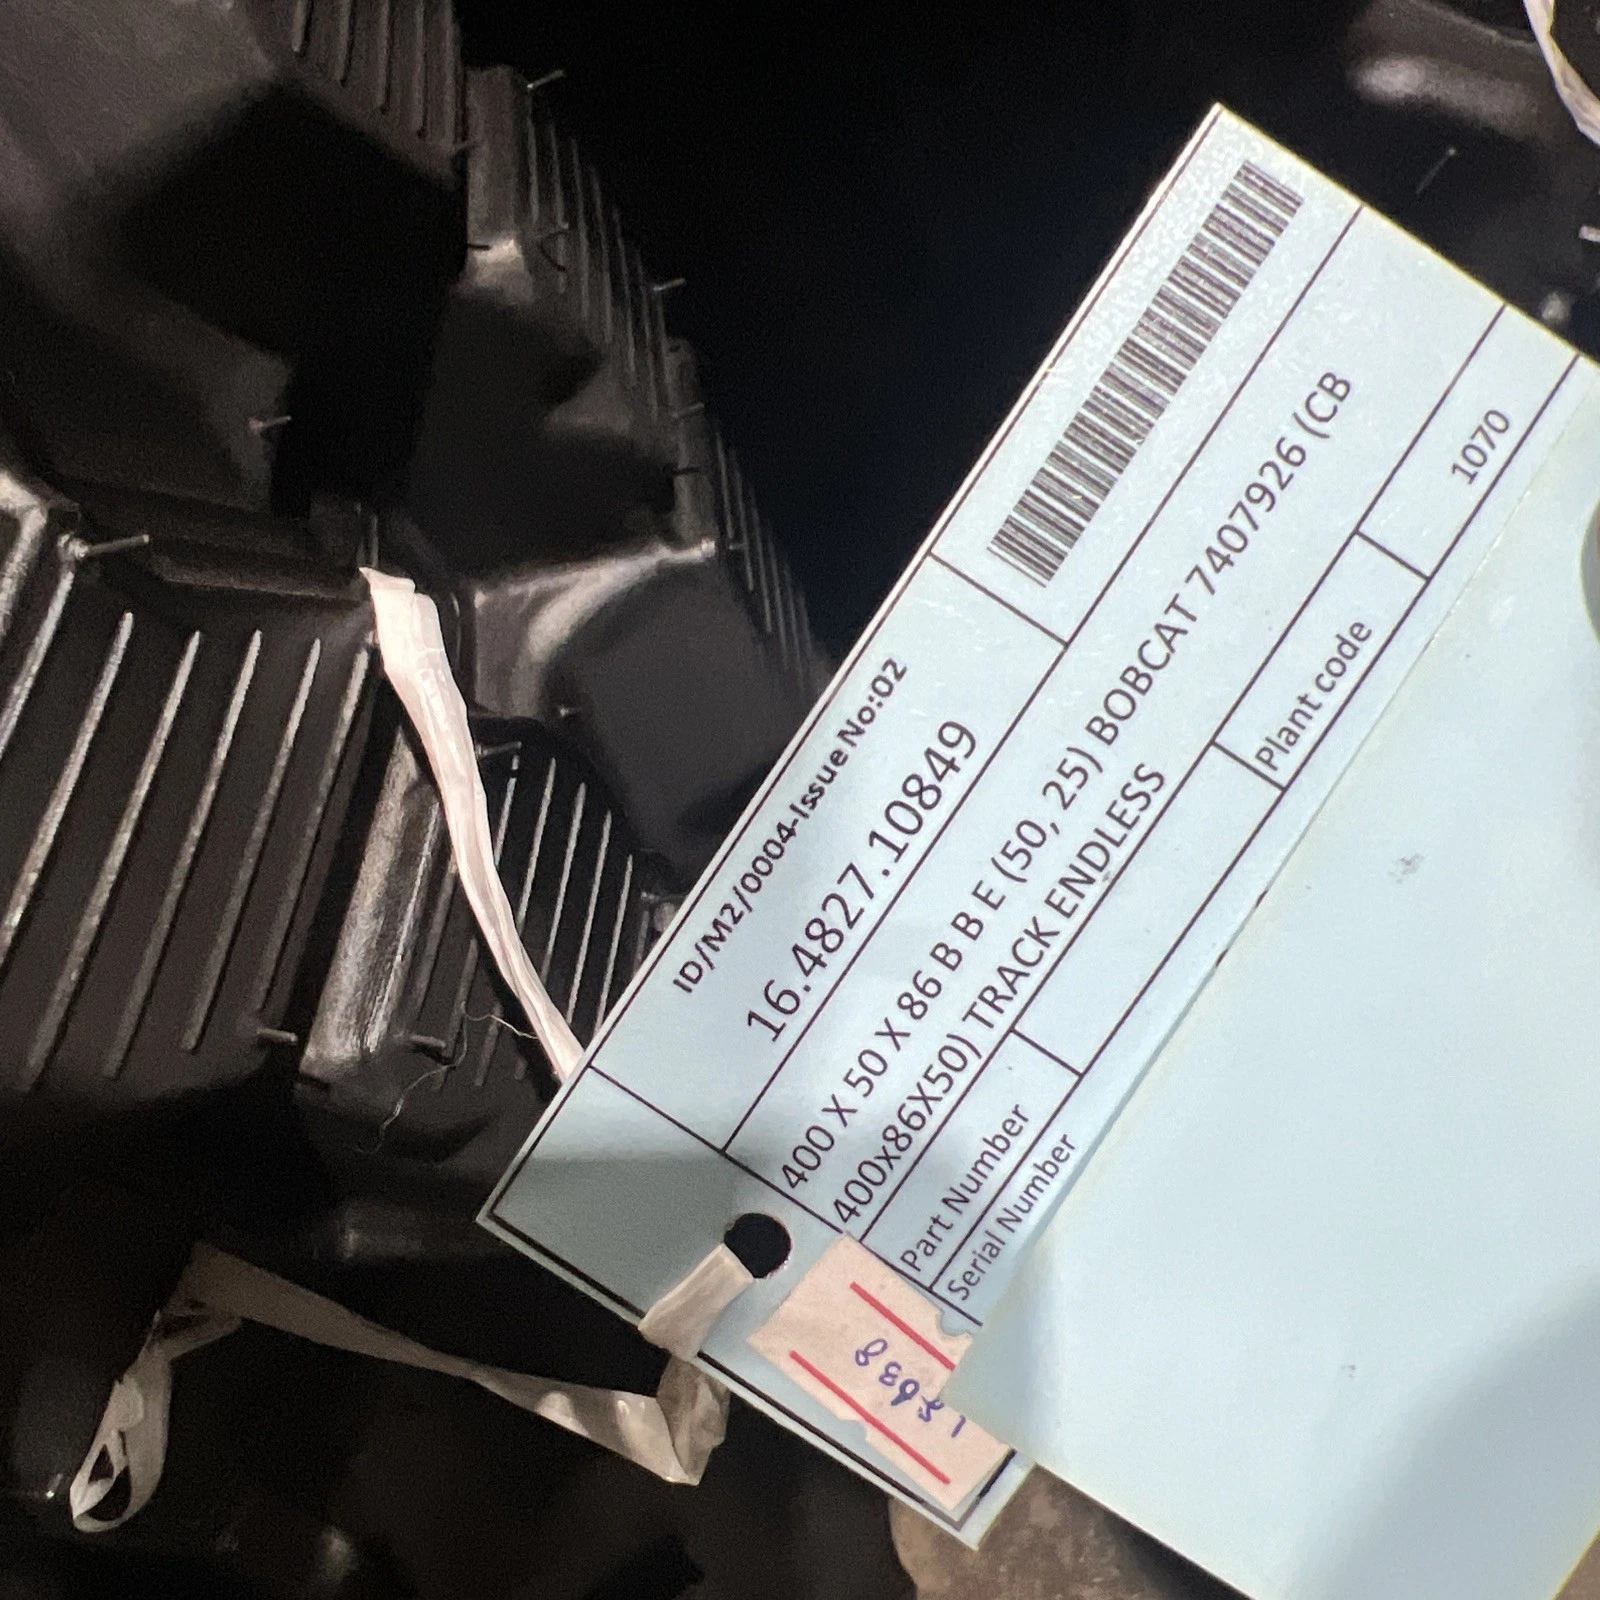 ID/M2/0004-Issue No:02
16.4827.10849
400 X 50 X 86 B B E (50, 25) BOBCAT 7407926 (CB
400x86X50) TRACK ENDLESS
Part Number
Plant code
1070
Serial Number